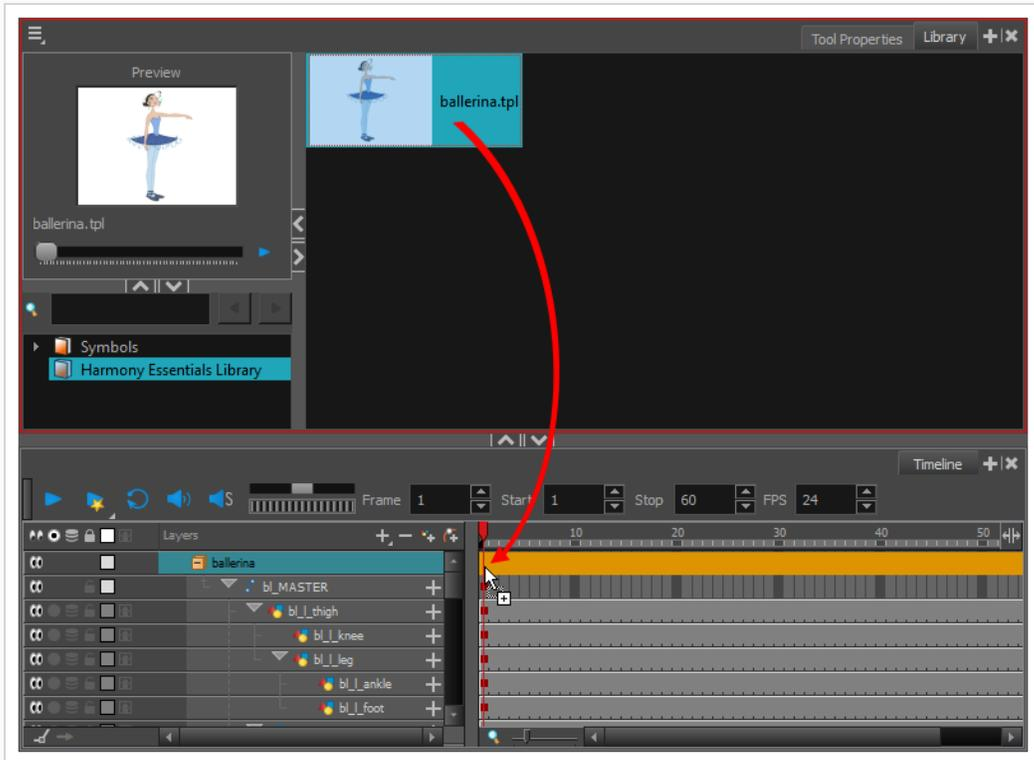 Tool Properties Library
Preview
ballerina.tpl
ballerina.tpl
Symbols
Harmony Essentials Library
Timeline
S Frame 1 Start 1 Stop 60 FPS 24
Layers 10 20 30 40 50
ballerina
bl_MASTER
bl_l_thigh
bl_l_knee
bl_l_leg
bl_l_ankle
bl_l_foot